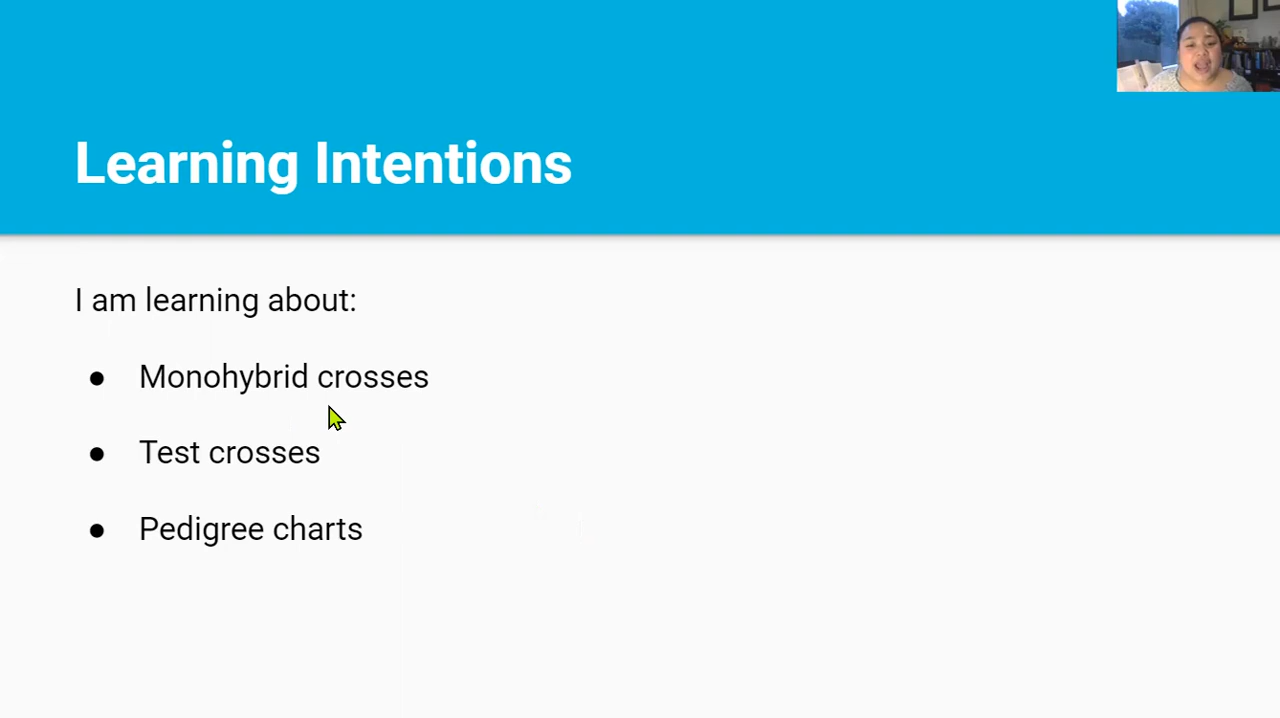 Learning Intentions
I am learning about:
● Monohybrid crosses
● Test crosses
● Pedigree charts